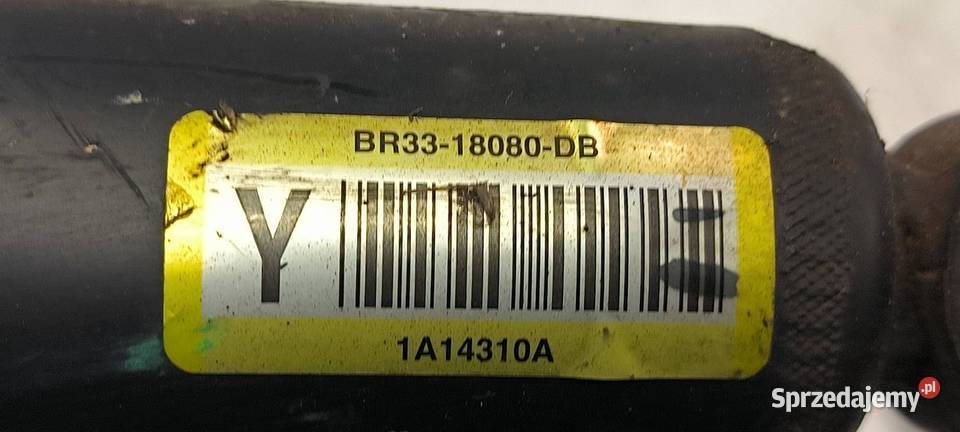 BR33-18080-DB
Y
1A14310A
Sprzedajemy.pl